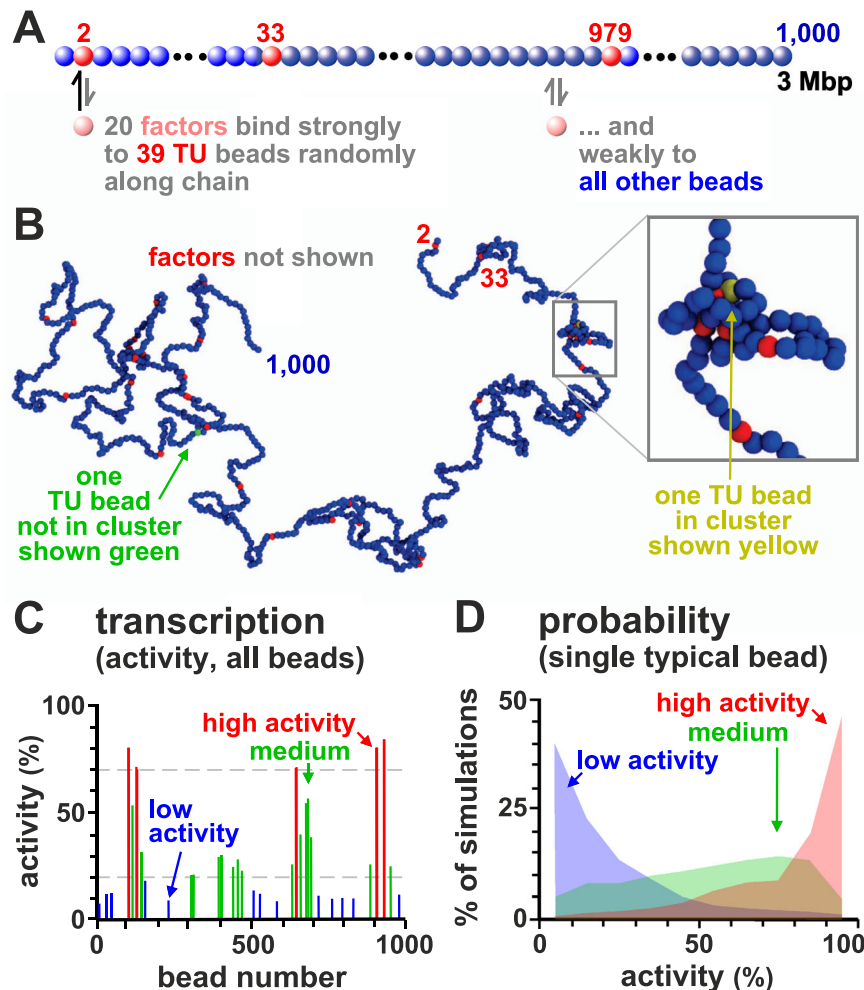 A
2
33
979
1,000
3 Mbp
20 factors bind strongly
to 39 TU beads randomly
along chain
... and
weakly to
all other beads
B
factors not shown
2
33
1,000
one
TU bead
not in cluster
shown green
one TU bead
in cluster
shown yellow
C transcription
(activity, all beads)
activity (%)
100
50
0
high activity
medium
low
activity
0
500
1000
bead number
D probability
(single typical bead)
% of simulations
50
25
0
high activity
medium
low activity
0
50
100
activity (%)